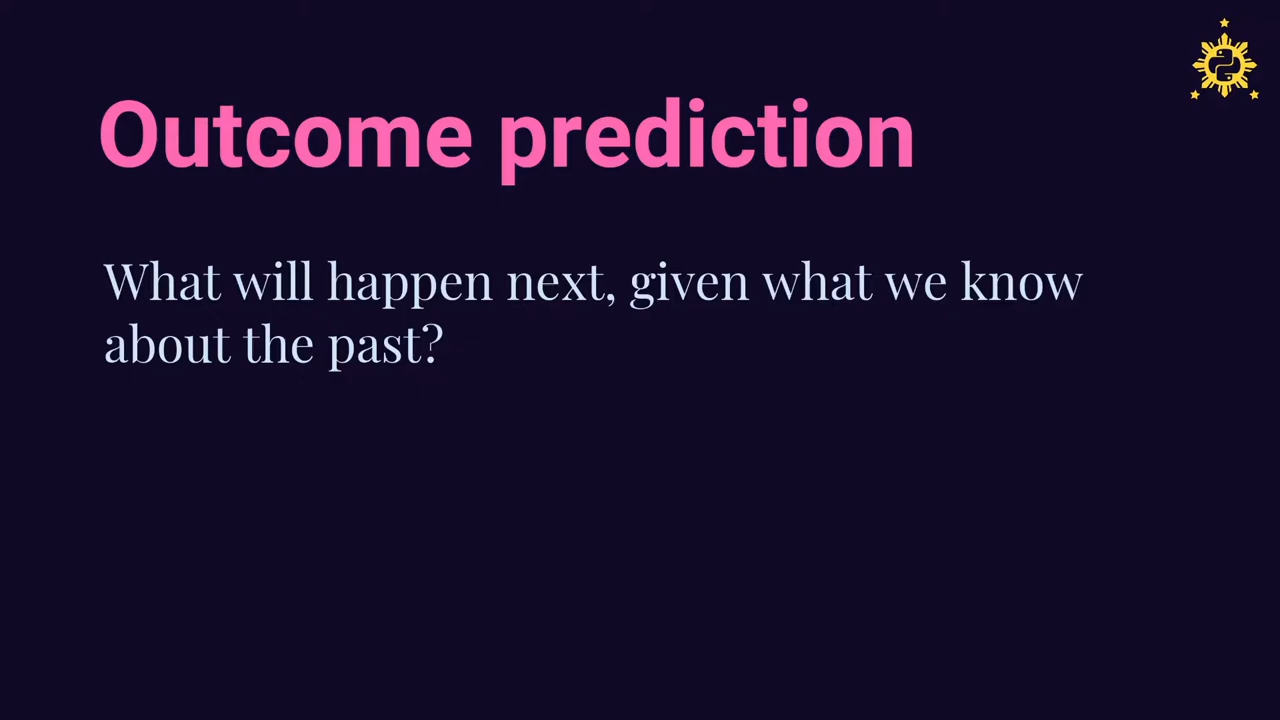 Outcome prediction
What will happen next, given what we know
about the past?